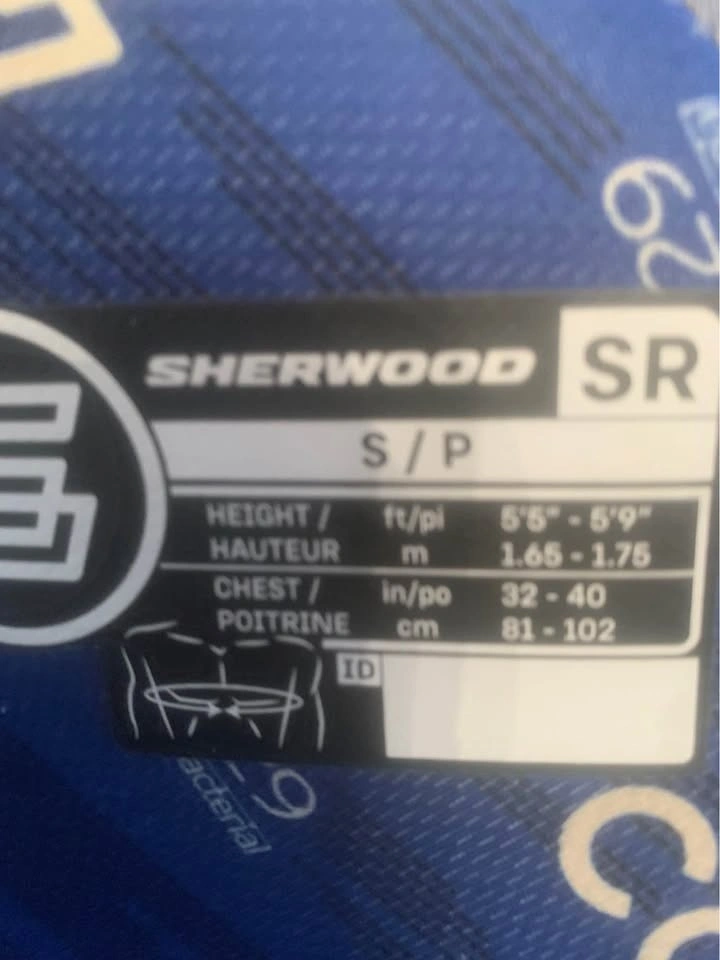 SHERWOOD SR
S / P
HEIGHT / ft/pi 5'5" - 5'9"
HAUTEUR m 1.65 - 1.75
CHEST / in/po 32 - 40
POITRINE cm 81 - 102
ID